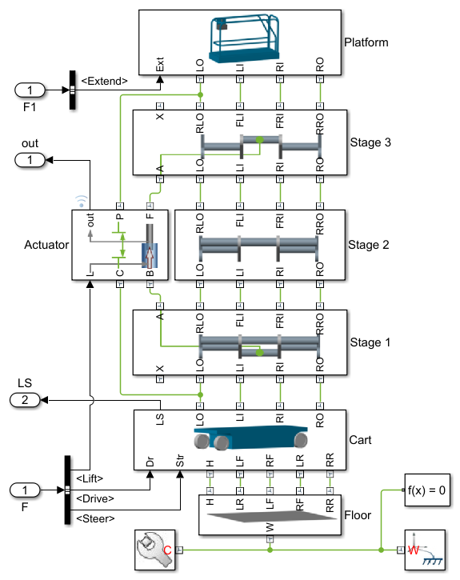 Ext LO LI RI RO
Platform
1
F1
<Extend>
X RLO FLI FRI RRO
Stage 3
A LO LI RI RO
out
1
out P F
Actuator
L C B
RLO FLI FRI RRO
Stage 2
LO LI RI RO
A RLO FLI FRI RRO
Stage 1
X LO LI RI RO
LS
2
LS LO LI RI RO
Cart
Dr Str H LF RF LR RR
1
F
<Lift>
<Drive>
<Steer>
H LR LF RF RR
Floor
W
f(x) = 0
C
W